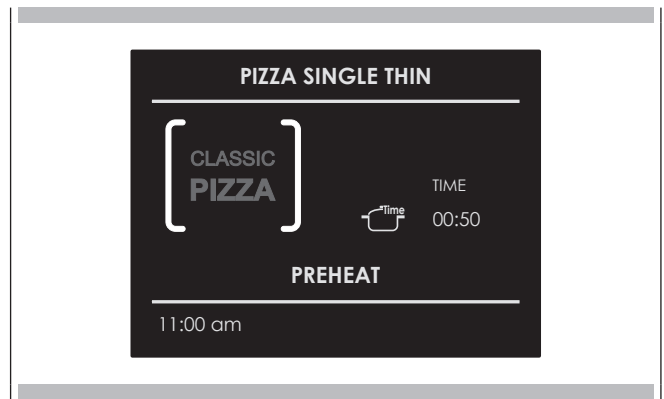 PIZZA SINGLE THIN
CLASSIC
PIZZA
TIME
Time
00:50
PREHEAT
11:00 am